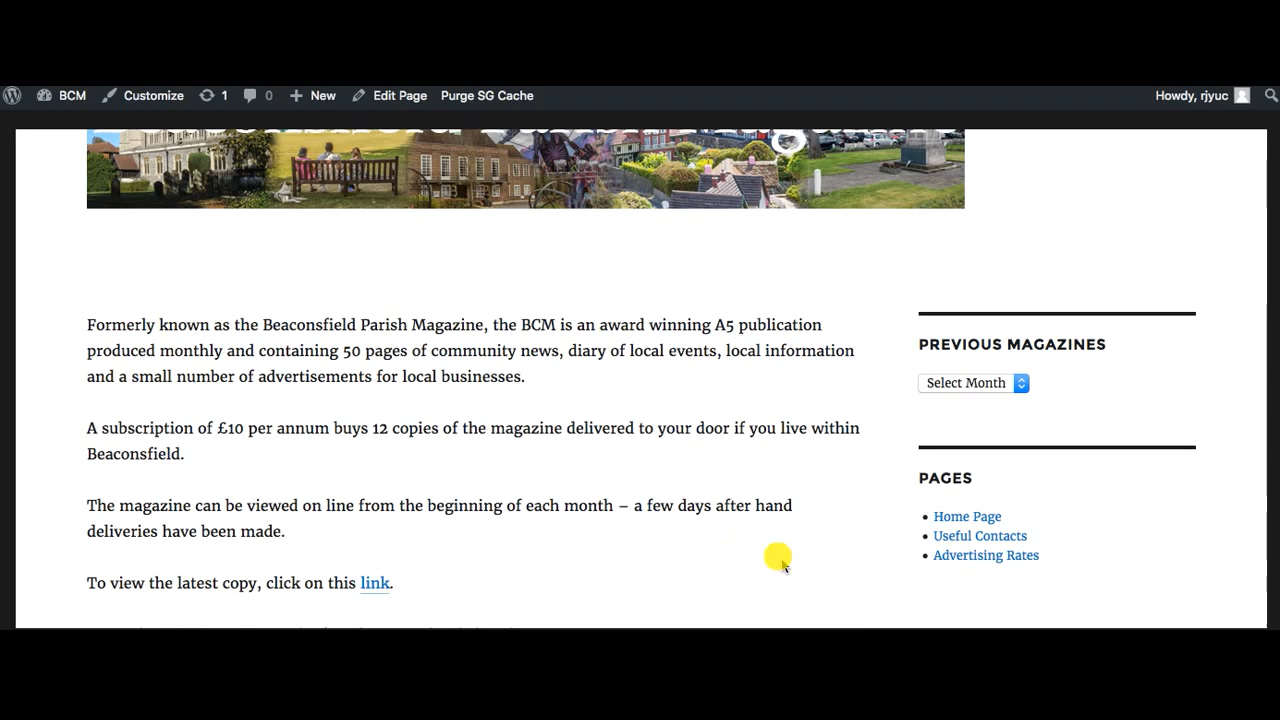 BCM Customize 1 0 New Edit Page Purge SG Cache Howdy, rjyuc
Formerly known as the Beaconsfield Parish Magazine, the BCM is an award winning A5 publication
produced monthly and containing 50 pages of community news, diary of local events, local information
and a small number of advertisements for local businesses.
A subscription of £10 per annum buys 12 copies of the magazine delivered to your door if you live within
Beaconsfield.
The magazine can be viewed on line from the beginning of each month – a few days after hand
deliveries have been made.
To view the latest copy, click on this link.
PREVIOUS MAGAZINES
Select Month
PAGES
• Home Page
• Useful Contacts
• Advertising Rates